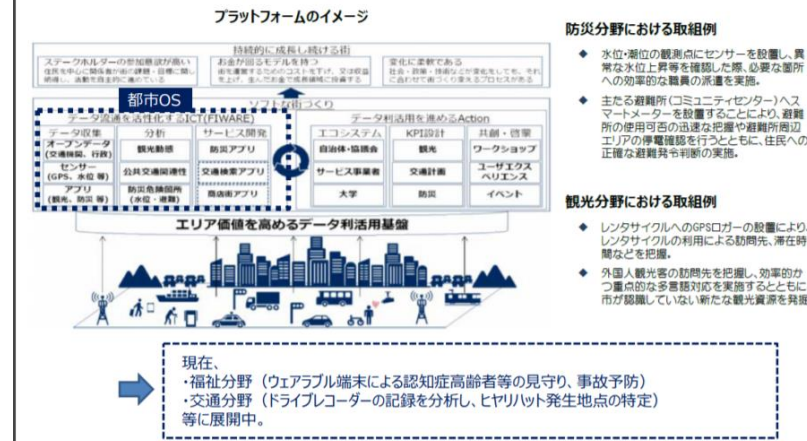 プラットフォームのイメージ
持続的に成長し続ける街
ステークホルダーの参加意欲が高い
お金が回るモデルを持つ
変化に柔軟である
都市OS
ソフトな街づくり
データ流通を活性化するICT(FIWARE)
データ利活用を進めるAction
データ収集
分析
サービス開発
エコシステム
KPI設計
共創・啓蒙
オープンデータ
(交通機関、行政)
観光動態
防災アプリ
自治体・協議会
観光
ワークショップ
センサー
(GPS、水位 等)
公共交通関連性
交通検索アプリ
サービス事業者
交通計画
ユーザエクス
ペリエンス
アプリ
(観光、防災 等)
防災危険箇所
(水位・避難)
商店街アプリ
大学
防災
イベント
エリア価値を高めるデータ利活用基盤
防災分野における取組例
◆ 水位・潮位の観測点にセンサーを設置し、異
常な水位上昇等を確認した際、必要な箇所
への効率的な職員の派遣を実施。
◆ 主たる避難所(コミュニティセンター)へス
マートメーターを設置することにより、避難
所の使用可否の迅速な把握や避難所周辺
エリアの停電確認を行うとともに、住民への
正確な避難発令判断の実施。
観光分野における取組例
◆ レンタサイクルへのGPSロガーの設置により、
レンタサイクルの利用による訪問先、滞在時
間などを把握。
◆ 外国人観光客の訪問先を把握し、効率的か
つ重点的な多言語対応を実施するとともに
市が認識していない新たな観光資源を発掘
現在、
・福祉分野（ウェアラブル端末による認知症高齢者等の見守り、事故予防）
・交通分野（ドライブレコーダーの記録を分析し、ヒヤリハット発生地点の特定）
等に展開中。